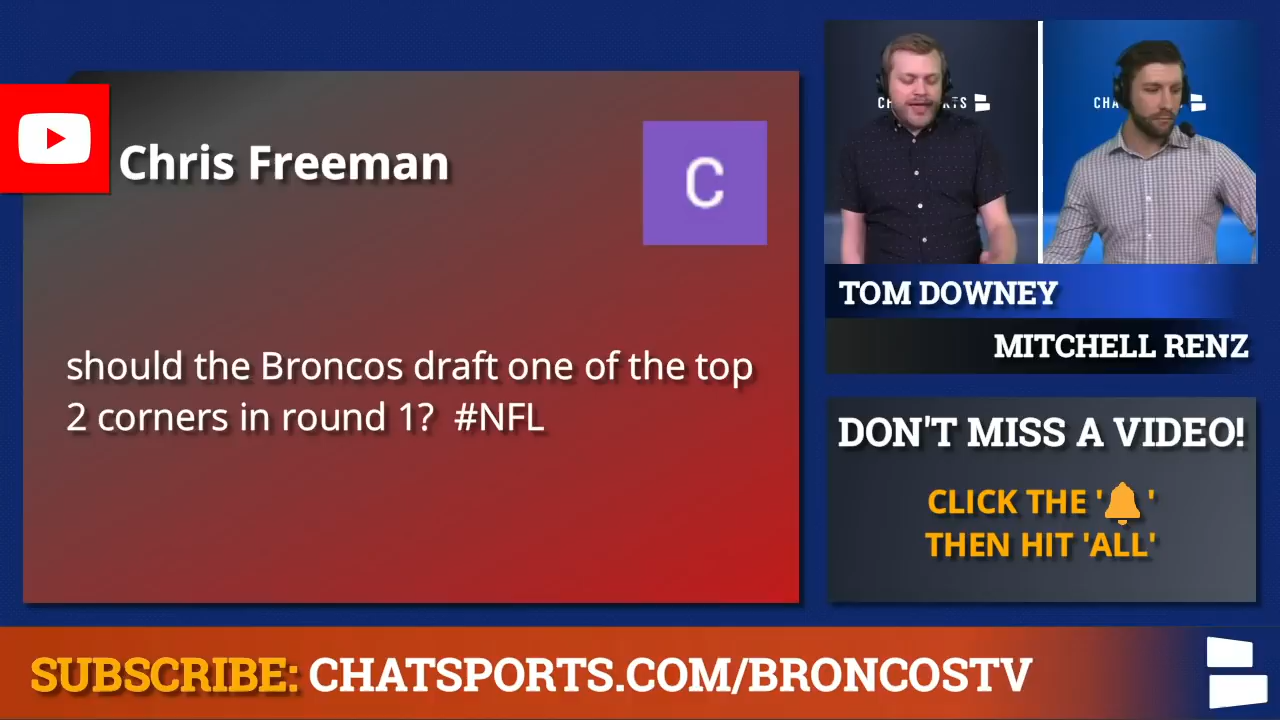 Chris Freeman
C
should the Broncos draft one of the top
2 corners in round 1? #NFL
TOM DOWNEY
MITCHELL RENZ
DON'T MISS A VIDEO!
CLICK THE '🔔'
THEN HIT 'ALL'
SUBSCRIBE: CHATSPORTS.COM/BRONCOSTV